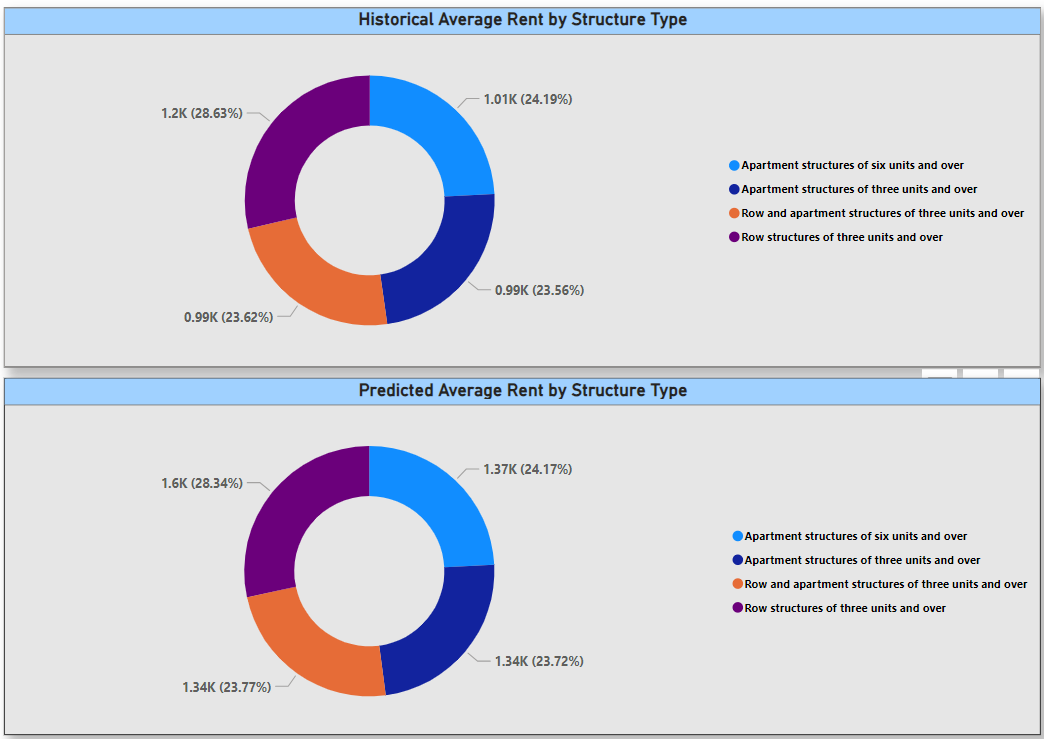 Historical Average Rent by Structure Type
1.2K (28.63%)
1.01K (24.19%)
0.99K (23.62%)
0.99K (23.56%)
Apartment structures of six units and over
Apartment structures of three units and over
Row and apartment structures of three units and over
Row structures of three units and over
Predicted Average Rent by Structure Type
1.6K (28.34%)
1.37K (24.17%)
1.34K (23.77%)
1.34K (23.72%)
Apartment structures of six units and over
Apartment structures of three units and over
Row and apartment structures of three units and over
Row structures of three units and over